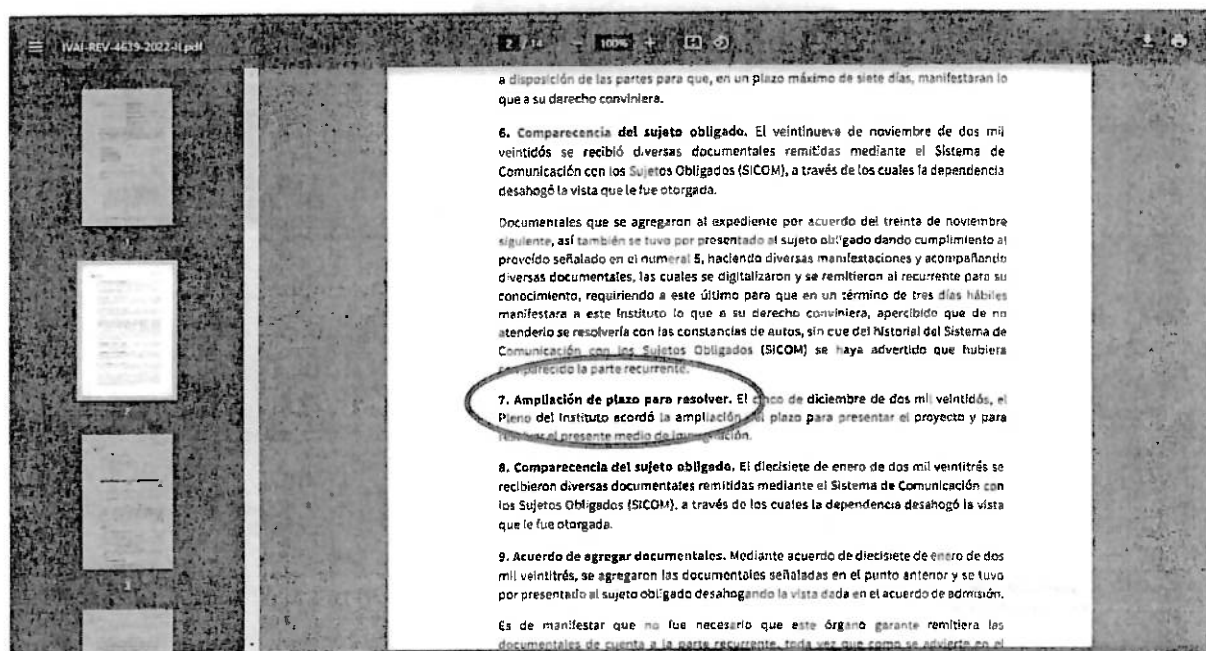 IVAI-REV-4639-2022-II.pdf
2 / 14 — 100% +
a disposición de las partes para que, en un plazo máximo de siete días, manifestaran lo
que a su derecho conviniera.
6. Comparecencia del sujeto obligado. El veintinueve de noviembre de dos mil
veintidós se recibió diversas documentales remitidas mediante el Sistema de
Comunicación con los Sujetos Obligados (SICOM), a través de los cuales la dependencia
desahogó la vista que le fue otorgada.
Documentales que se agregaron al expediente por acuerdo del treinta de noviembre
siguiente, así también se tuvo por presentado al sujeto obligado dando cumplimiento al
proveído señalado en el numeral 5, haciendo diversas manifestaciones y acompañando
diversas documentales, las cuales se digitalizaron y se remitieron al recurrente para su
conocimiento, requiriendo a este último para que en un término de tres días hábiles
manifestara a este Instituto lo que a su derecho conviniera, apercibido que de no
atenderlo se resolvería con las constancias de autos, sin que del historial del Sistema de
Comunicación con los Sujetos Obligados (SICOM) se haya advertido que hubiera
comparecido la parte recurrente.
7. Ampliación de plazo para resolver. El cinco de diciembre de dos mil veintidós, el
Pleno del Instituto acordó la ampliación del plazo para presentar el proyecto y para
resolver el presente medio de impugnación.
8. Comparecencia del sujeto obligado. El diecisiete de enero de dos mil veintitrés se
recibieron diversas documentales remitidas mediante el Sistema de Comunicación con
los Sujetos Obligados (SICOM), a través de los cuales la dependencia desahogó la vista
que le fue otorgada.
9. Acuerdo de agregar documentales. Mediante acuerdo de diecisiete de enero de dos
mil veintitrés, se agregaron las documentales señaladas en el punto anterior y se tuvo
por presentado al sujeto obligado desahogando la vista dada en el acuerdo de admisión.
Es de manifestar que no fue necesario que este órgano garante remitiera las
documentales de cuenta a la parte recurrente, toda vez que como se advierte en el